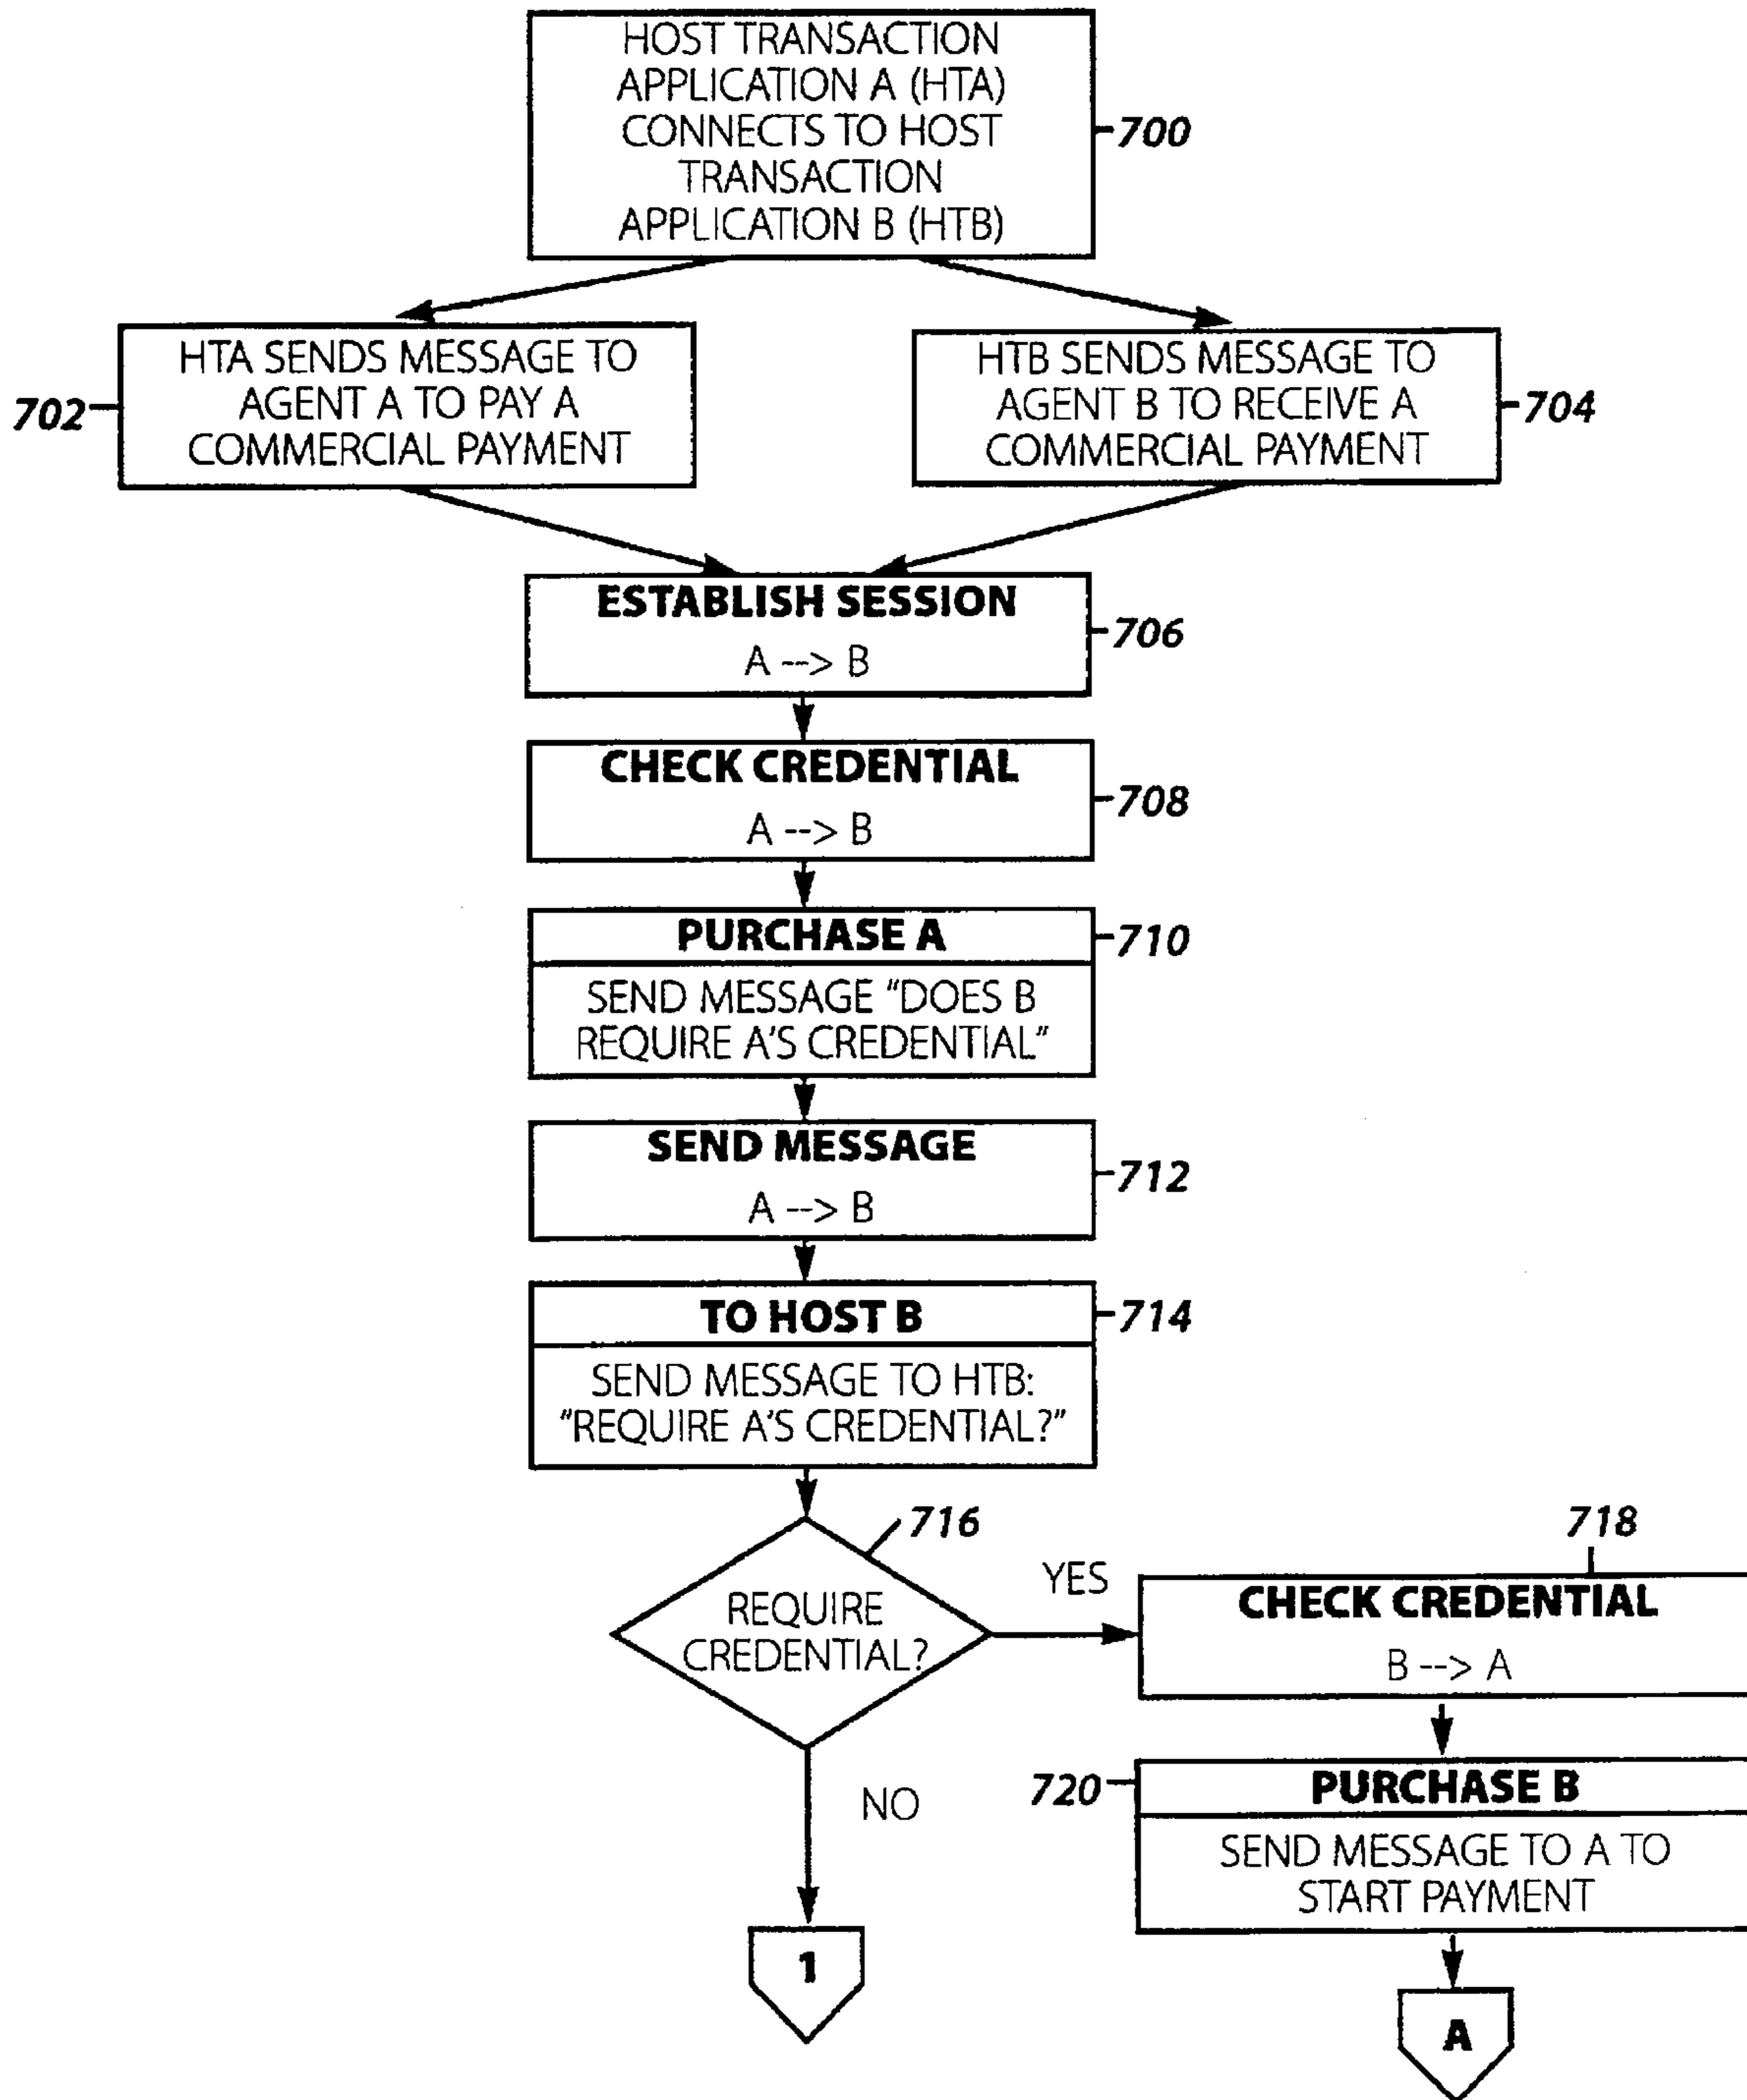 HOST TRANSACTION
APPLICATION A (HTA)
CONNECTS TO HOST
TRANSACTION
APPLICATION B (HTB)
700
HTA SENDS MESSAGE TO
AGENT A TO PAY A
COMMERCIAL PAYMENT
702
HTB SENDS MESSAGE TO
AGENT B TO RECEIVE A
COMMERCIAL PAYMENT
704
ESTABLISH SESSION
A --> B
706
CHECK CREDENTIAL
A --> B
708
PURCHASE A
710
SEND MESSAGE "DOES B
REQUIRE A'S CREDENTIAL"
SEND MESSAGE
A --> B
712
TO HOST B
714
SEND MESSAGE TO HTB:
"REQUIRE A'S CREDENTIAL?"
716
REQUIRE
CREDENTIAL?
YES
718
CHECK CREDENTIAL
B --> A
NO
720
PURCHASE B
SEND MESSAGE TO A TO
START PAYMENT
1
A